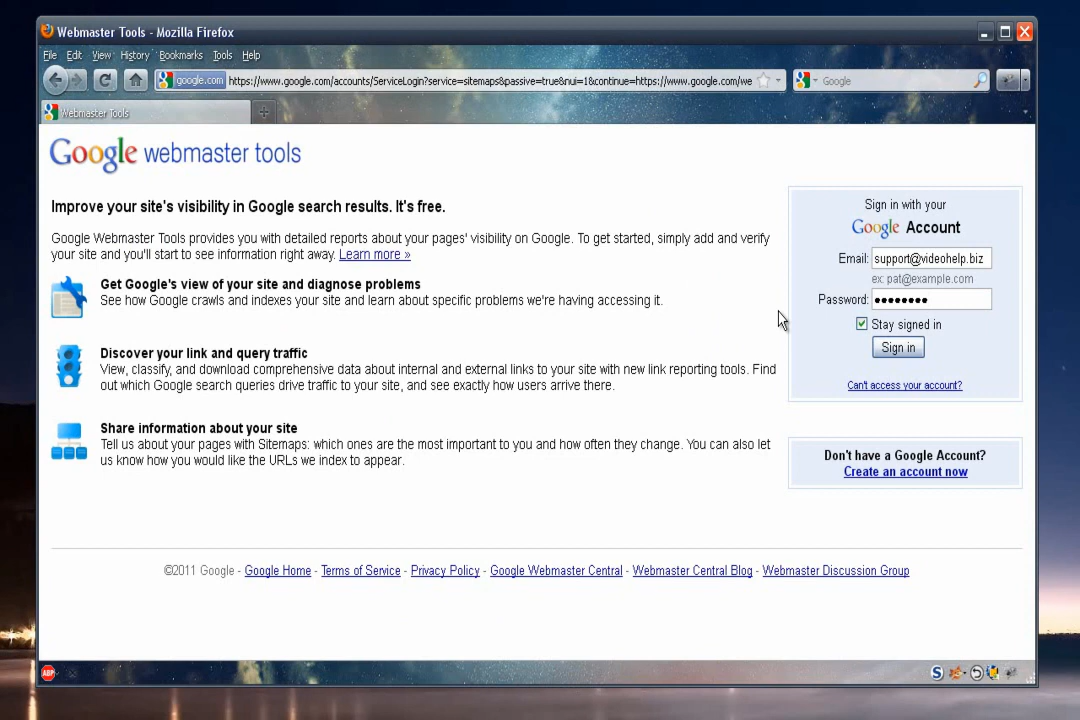 Webmaster Tools - Mozilla Firefox
File Edit View History Bookmarks Tools Help
google.com https://www.google.com/accounts/ServiceLogin?service=sitemaps&passive=true&nui=1&continue=https://www.google.com/we
Google
Webmaster Tools
Google webmaster tools
Improve your site's visibility in Google search results. It's free.
Google Webmaster Tools provides you with detailed reports about your pages' visibility on Google. To get started, simply add and verify
your site and you'll start to see information right away. Learn more »
Get Google's view of your site and diagnose problems
See how Google crawls and indexes your site and learn about specific problems we're having accessing it.
Discover your link and query traffic
View, classify, and download comprehensive data about internal and external links to your site with new link reporting tools. Find
out which Google search queries drive traffic to your site, and see exactly how users arrive there.
Share information about your site
Tell us about your pages with Sitemaps: which ones are the most important to you and how often they change. You can also let
us know how you would like the URLs we index to appear.
Sign in with your
Google Account
Email: support@videohelp.biz
ex: pat@example.com
Password: ●●●●●●●●
Stay signed in
Sign in
Can't access your account?
Don't have a Google Account?
Create an account now
©2011 Google - Google Home - Terms of Service - Privacy Policy - Google Webmaster Central - Webmaster Central Blog - Webmaster Discussion Group
ABP
S